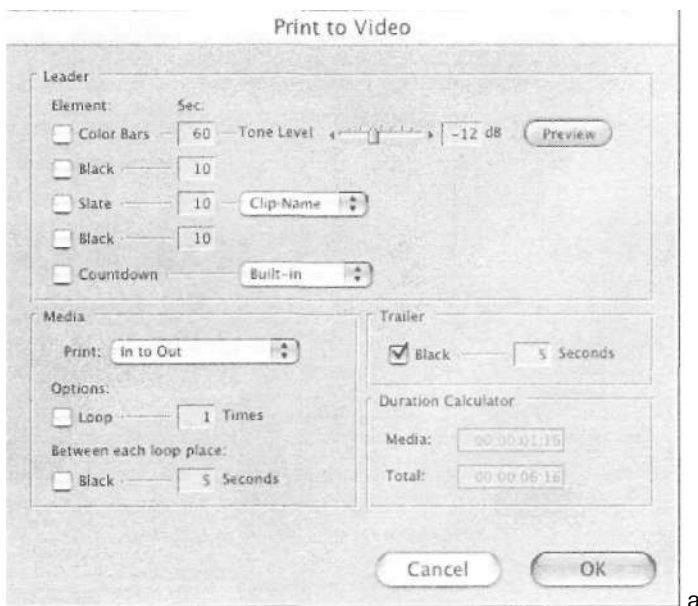 Print to Video
Leader
Element: Sec:
Color Bars 60 Tone Level -12 dB Preview
Black 10
Slate 10 Clip Name
Black 10
Countdown Built-in
Media
Print: In to Out
Options:
Loop 1 Times
Between each loop place:
Black 5 Seconds
Trailer
Black 5 Seconds
Duration Calculator
Media: 00:00:01:16
Total: 00:00:06:16
Cancel OK
a